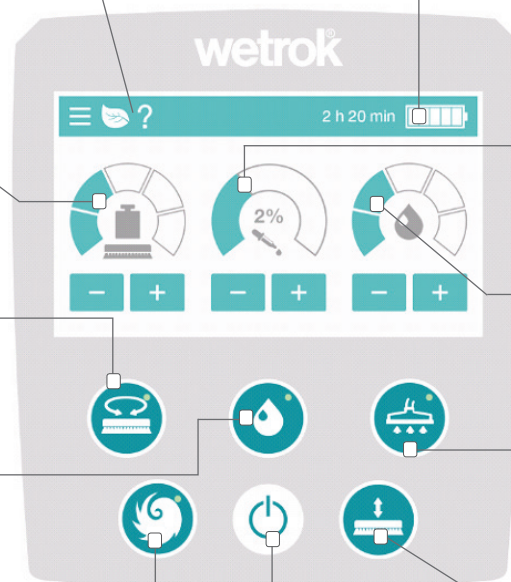 wetrok®
? 2 h 20 min
2%
- + - + - +